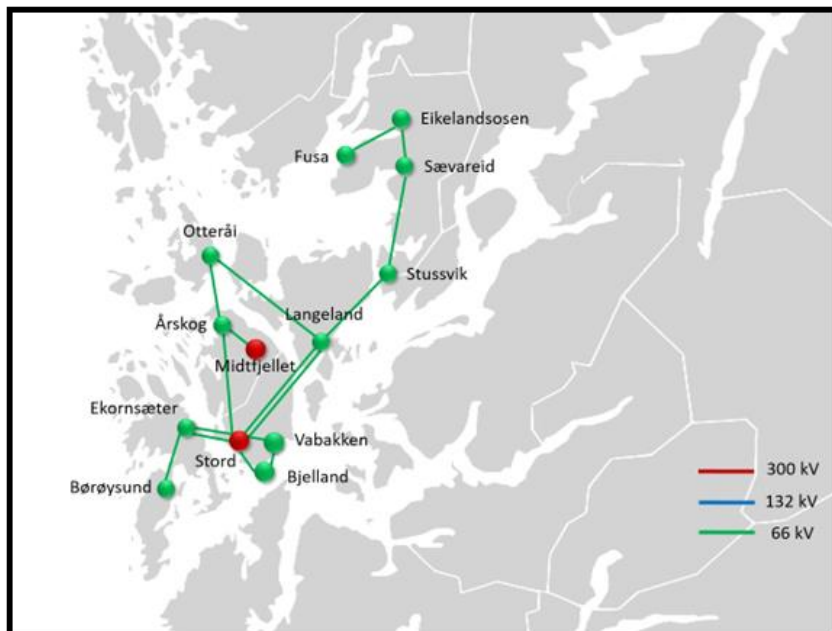 Eikelandsosen
Fusa
Sævareid
Otteråi
Stussvik
Årskog
Langeland
Midtfjellet
Ekornsæter
Vabakken
Stord
Bjelland
Børøysund
300 kV
132 kV
66 kV